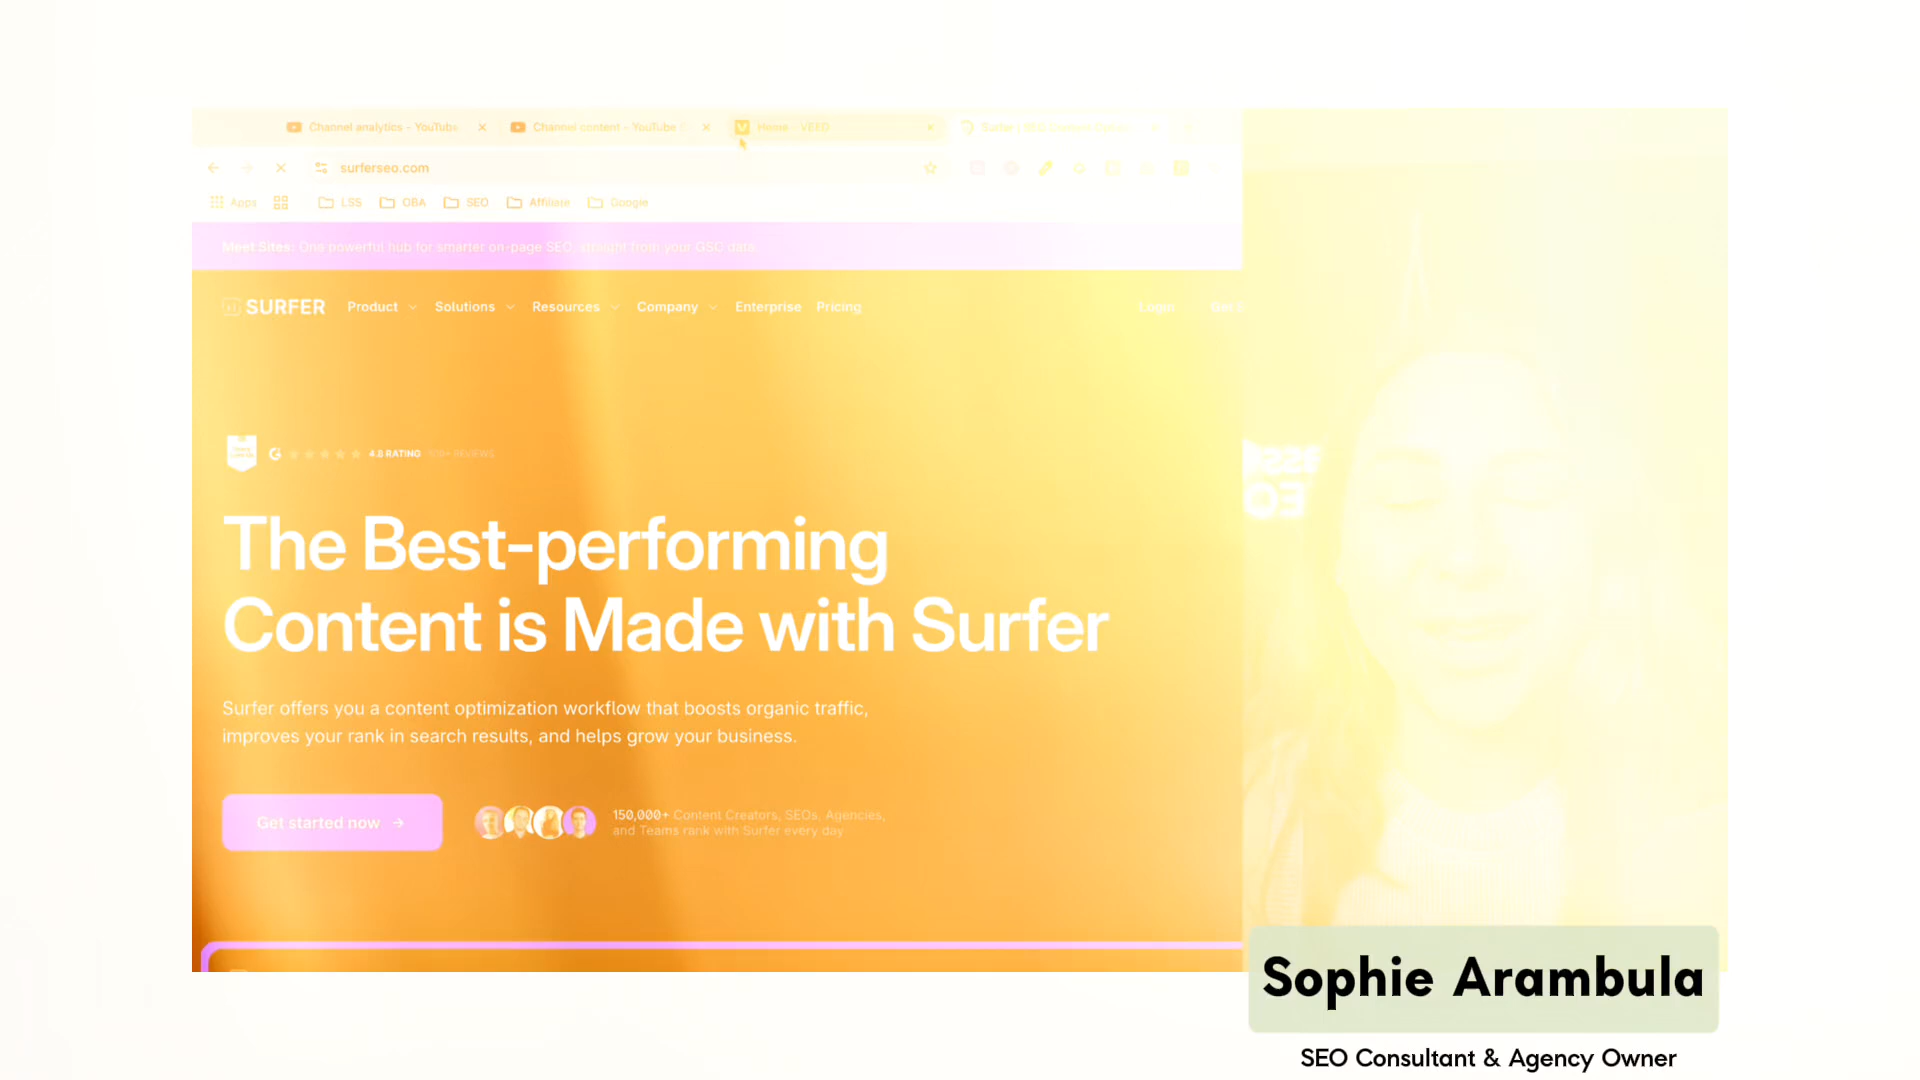 Channel analytics - YouTube
Channel content - YouTube
Home - VEED
Surfer | SEO Content
surferseo.com
Apps
LSS
OBA
SEO
Affiliate
Google
Meet Sites: One powerful hub for smarter on-page SEO, straight from your GSC data.
SURFER
Product
Solutions
Resources
Company
Enterprise
Pricing
Login
4.8 RATING
REVIEWS
The Best-performing
Content is Made with Surfer
Surfer offers you a content optimization workflow that boosts organic traffic,
improves your rank in search results, and helps grow your business.
Get started now →
150,000+ Content Creators, SEOs, Agencies,
and Teams rank with Surfer every day
Sophie Arambula
SEO Consultant & Agency Owner